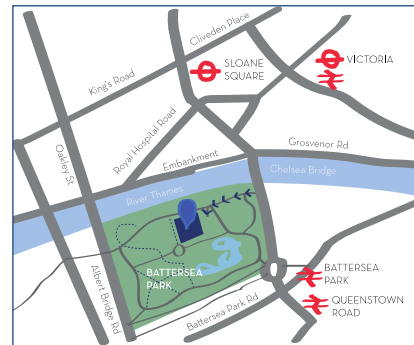 Cliveden Place
SLOANE
SQUARE
VICTORIA
King's Road
Royal Hospital Road
Oakley St
Grosvenor Rd
Embankment
Chelsea Bridge
River Thames
BATTERSEA
PARK
BATTERSEA
PARK
QUEENSTOWN
ROAD
Albert Bridge Rd
Battersea Park Rd